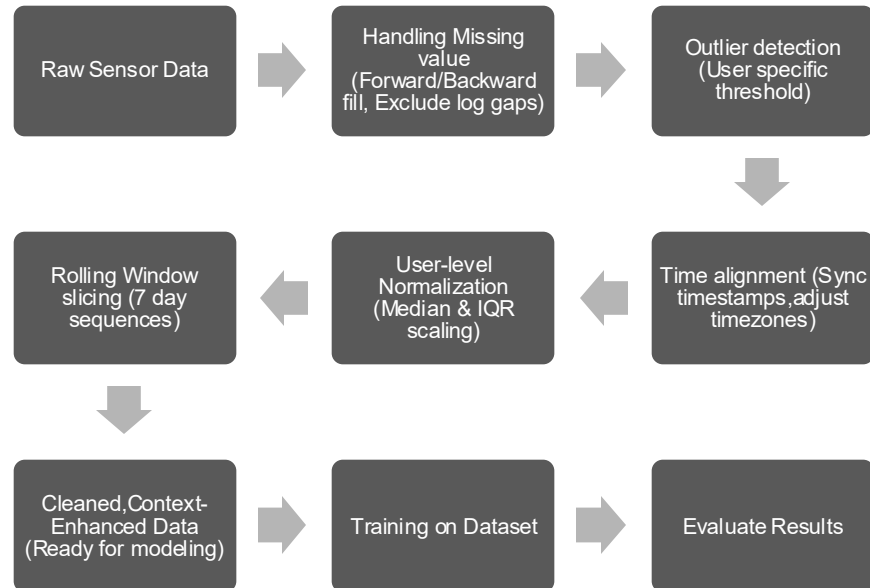 Raw Sensor Data
Handling Missing
value
(Forward/Backward
fill, Exclude log gaps)
Outlier detection
(User specific
threshold)
Time alignment (Sync
timestamps,adjust
timezones)
User-level
Normalization
(Median & IQR
scaling)
Rolling Window
slicing (7 day
sequences)
Cleaned,Context-
Enhanced Data
(Ready for modeling)
Training on Dataset
Evaluate Results